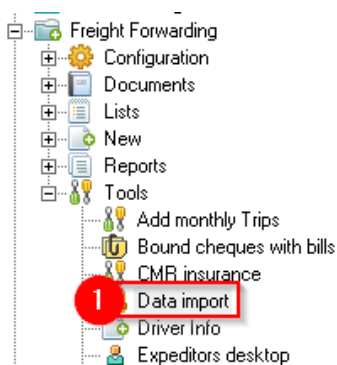 Freight Forwarding
Configuration
Documents
Lists
New
Reports
Tools
Add monthly Trips
Bound cheques with bills
CMR insurance
1 Data import
Driver Info
Expeditors desktop